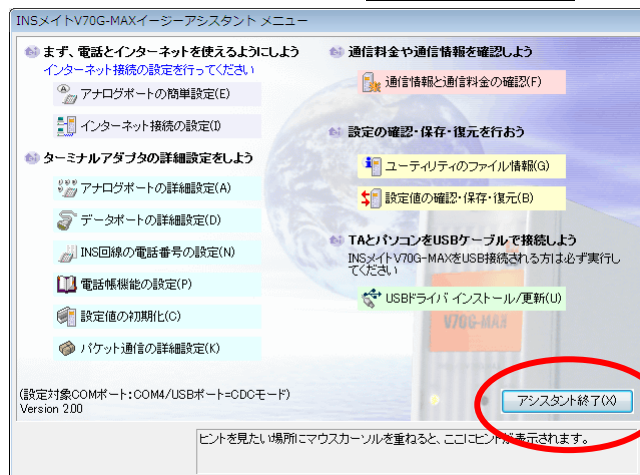 INSメイトV70G-MAXイージーアシスタント メニュー
まず、電話とインターネットを使えるようにしよう
インターネット接続の設定を行ってください
アナログポートの簡単設定(E)
インターネット接続の設定(I)
ターミナルアダプタの詳細設定をしよう
アナログポートの詳細設定(A)
データポートの詳細設定(D)
INS回線の電話番号の設定(N)
電話帳機能の設定(P)
設定値の初期化(C)
パケット通信の詳細設定(K)
通信料金や通信情報を確認しよう
通信情報と通信料金の確認(F)
設定の確認・保存・復元を行おう
ユーティリティのファイル情報(G)
設定値の確認・保存・復元(B)
TAとパソコンをUSBケーブルで接続しよう
INSメイトV70G-MAXをUSB接続される方は必ず実行し
てください
USBドライバ インストール/更新(U)
V70G-MAX
(設定対象COMポート:COM4/USBポート=CDCモード)
Version 2.00
アシスタント終了(X)
ヒントを見たい場所にマウスカーソルを重ねると、ここにヒントが表示されます。